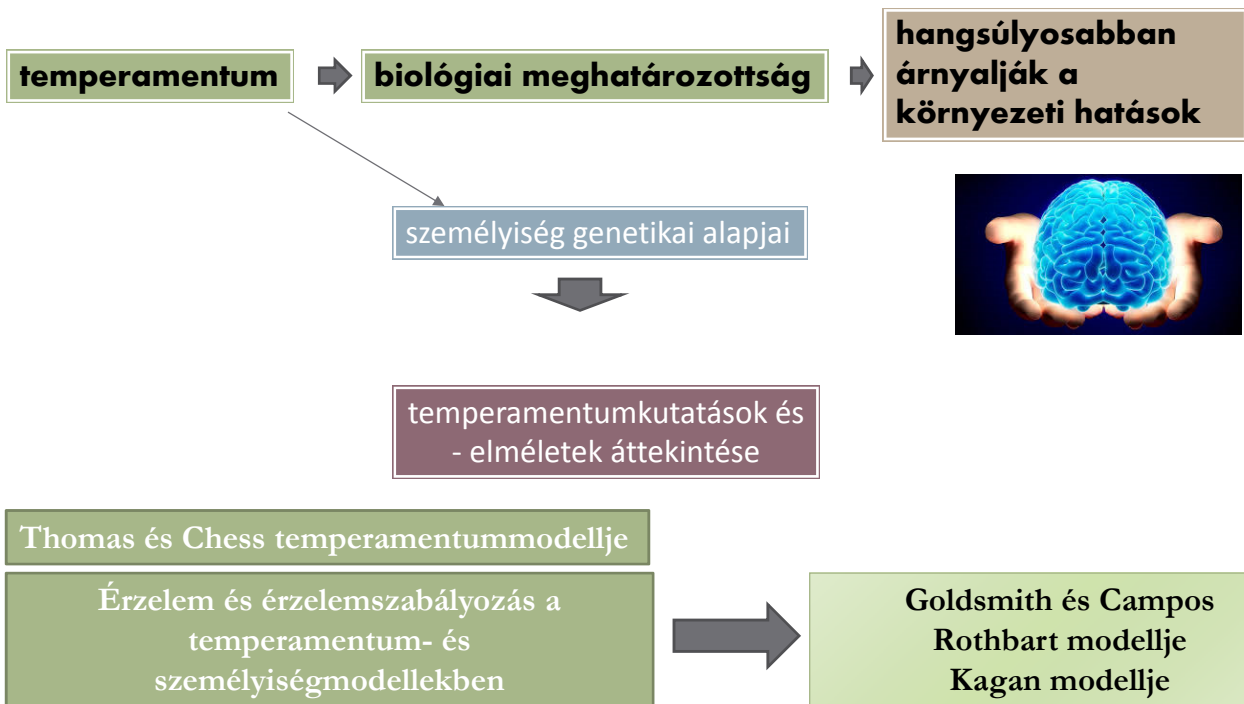 temperamentum
biológiai meghatározottság
hangsúlyosabban
árnyalják a
környezeti hatások
személyiség genetikai alapjai
temperamentumkutatások és
- elméletek áttekintése
Thomas és Chess temperamentummodellje
Érzelem és érzelemszabályozás a
temperamentum- és
személyiségmodellekben
Goldsmith és Campos
Rothbart modellje
Kagan modellje